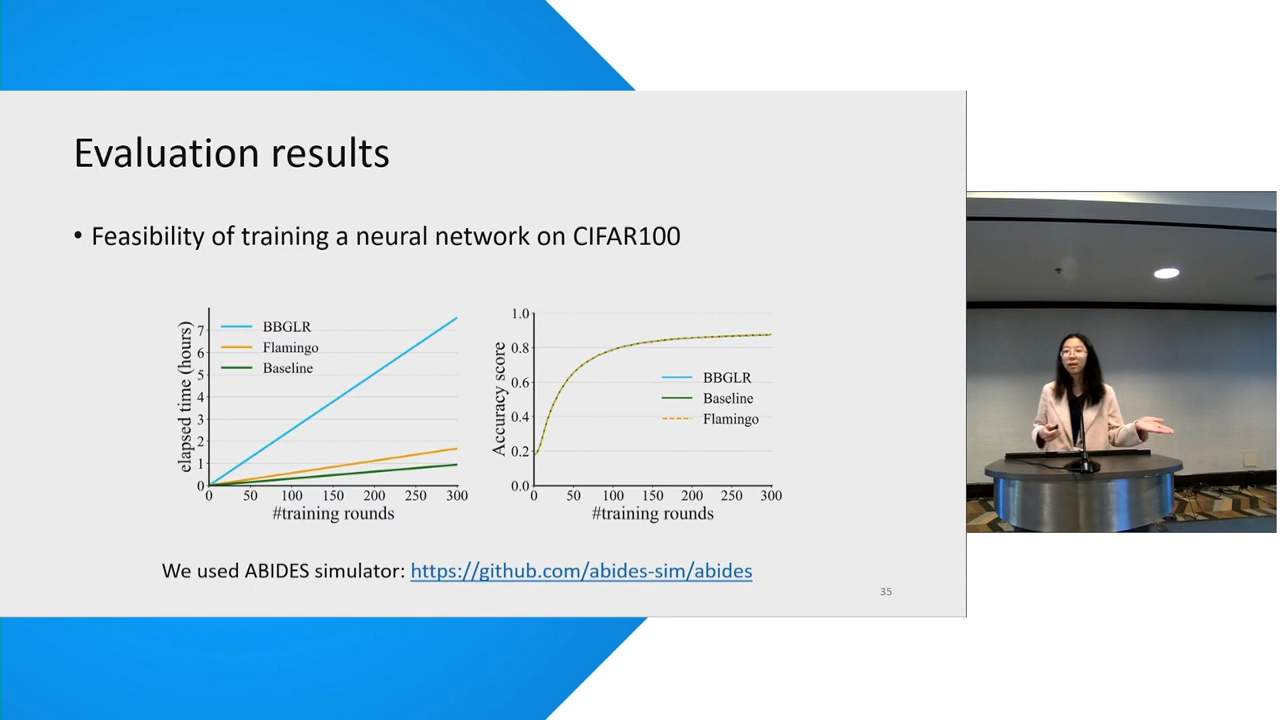 Evaluation results
• Feasibility of training a neural network on CIFAR100
elapsed time (hours)
7
6
5
4
3
2
1
0
BBGLR
Flamingo
Baseline
0 50 100 150 200 250 300
#training rounds
Accuracy score
1.0
0.8
0.6
0.4
0.2
0.0
BBGLR
Baseline
Flamingo
0 50 100 150 200 250 300
#training rounds
We used ABIDES simulator: https://github.com/abides-sim/abides
35